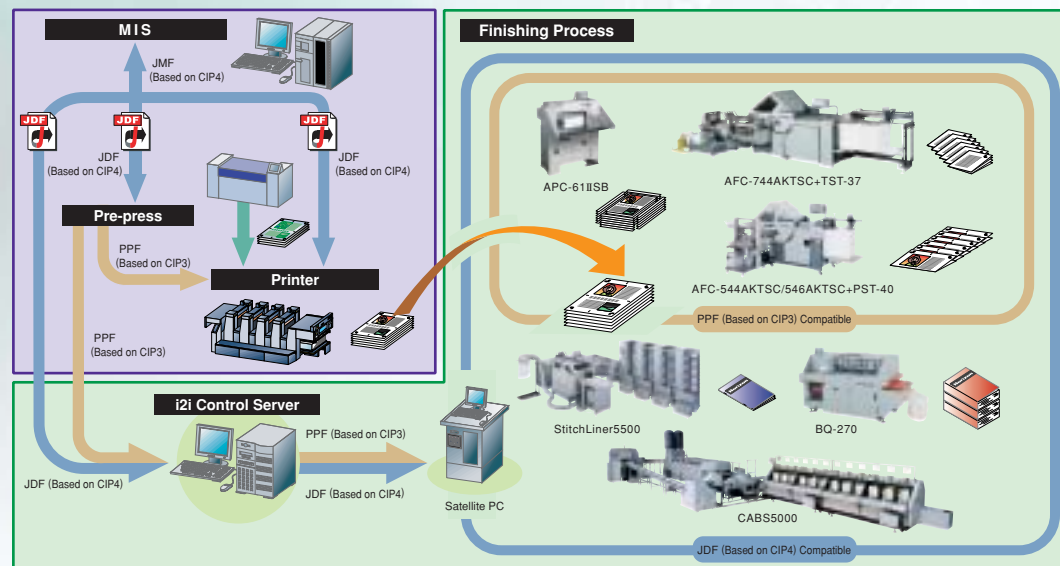 MIS
JMF
(Based on CIP4)
JDF
JDF
JDF
JDF
(Based on CIP4)
JDF
(Based on CIP4)
Pre-press
PPF
(Based on CIP3)
Printer
PPF
(Based on CIP3)
i2i Control Server
JDF (Based on CIP4)
PPF (Based on CIP3)
JDF (Based on CIP4)
Satellite PC
Finishing Process
APC-61IISB
AFC-744AKTSC+TST-37
AFC-544AKTSC/546AKTSC+PST-40
PPF (Based on CIP3) Compatible
StitchLiner5500
BQ-270
CABS5000
JDF (Based on CIP4) Compatible